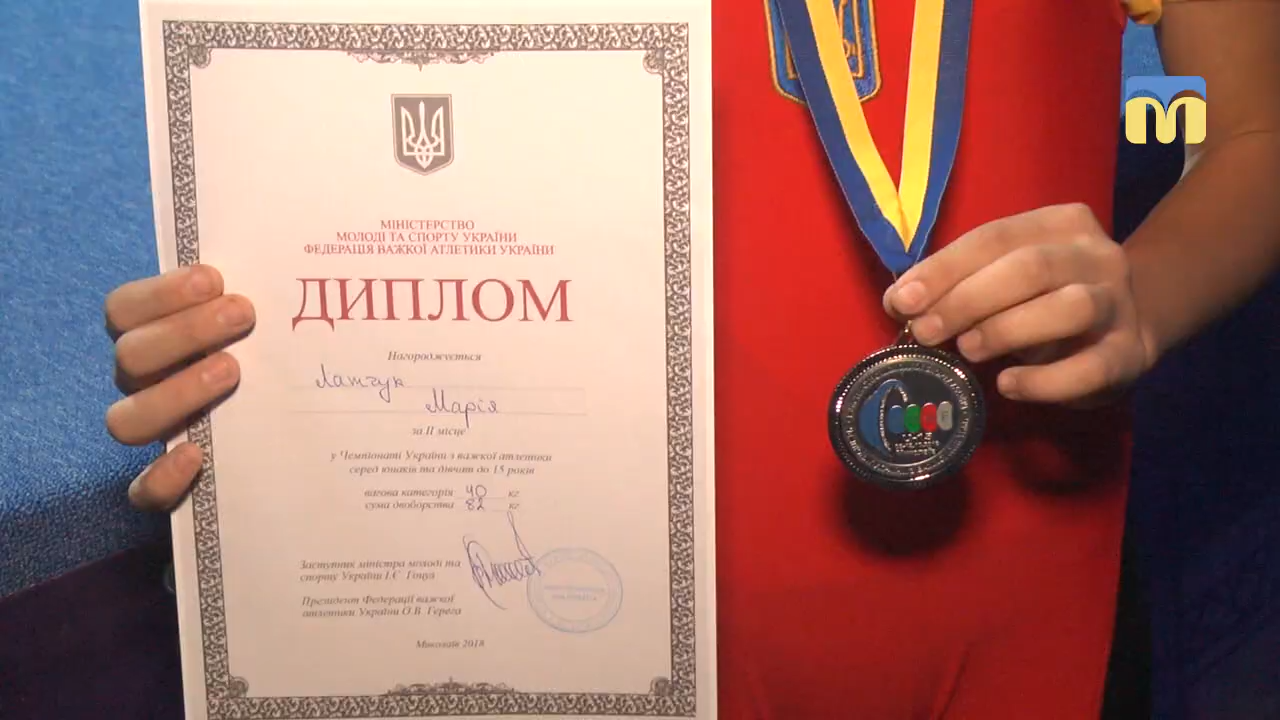 МІНІСТЕРСТВО
МОЛОДІ ТА СПОРТУ УКРАЇНИ
ФЕДЕРАЦІЯ ВАЖКОЇ АТЛЕТИКИ УКРАЇНИ
ДИПЛОМ
Нагороджується
Латчук
Марія
за II місце
у Чемпіонаті України з важкої атлетики
серед юнаків та дівчат до 15 років
вагова категорія 40 кг
сума двоборства 82 кг
Заступник міністра молоді та
спорту України І.Є. Гоцул
Президент Федерації важкої
атлетики України О.В. Герега
Миколаїв 2018